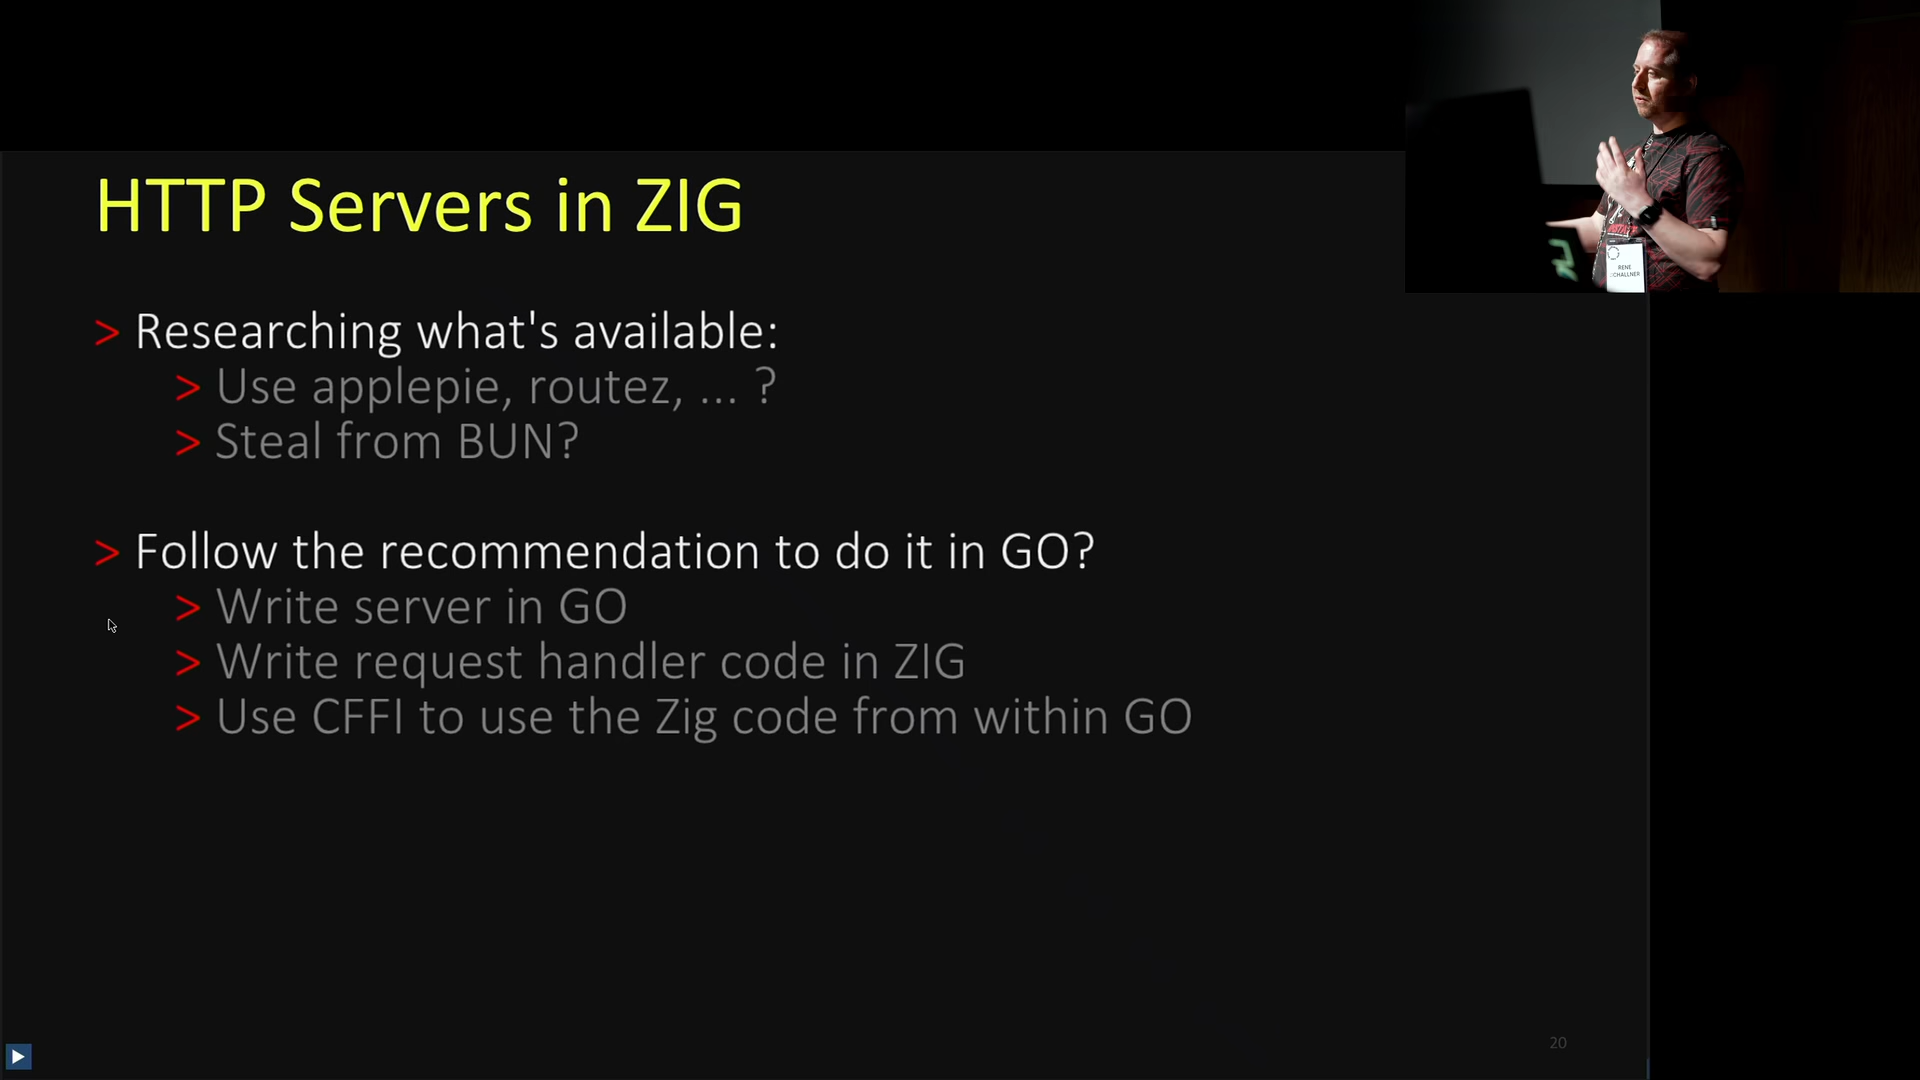 HTTP Servers in ZIG
> Researching what's available:
> Use applepie, routez, ... ?
> Steal from BUN?
> Follow the recommendation to do it in GO?
> Write server in GO
> Write request handler code in ZIG
> Use CFFI to use the Zig code from within GO
20
RENE